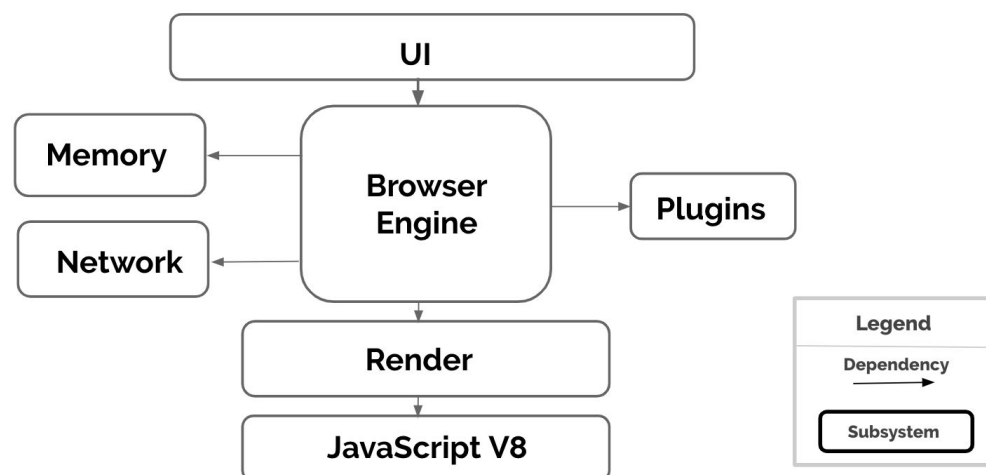 UI
Memory
Browser
Engine
Plugins
Network
Render
JavaScript V8
Legend
Dependency
Subsystem